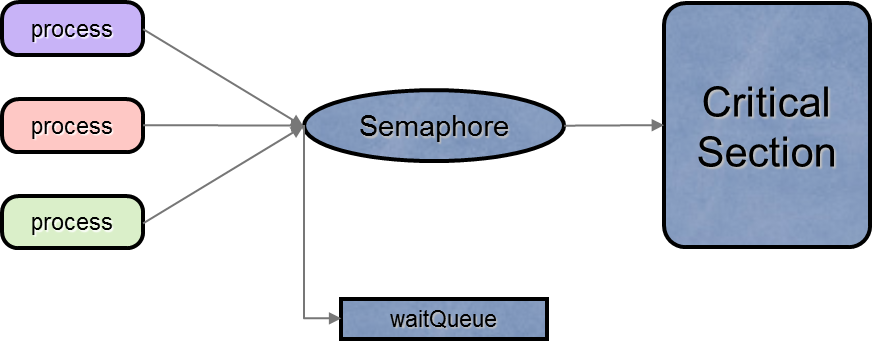 process
process
process
Semaphore
Critical
Section
waitQueue